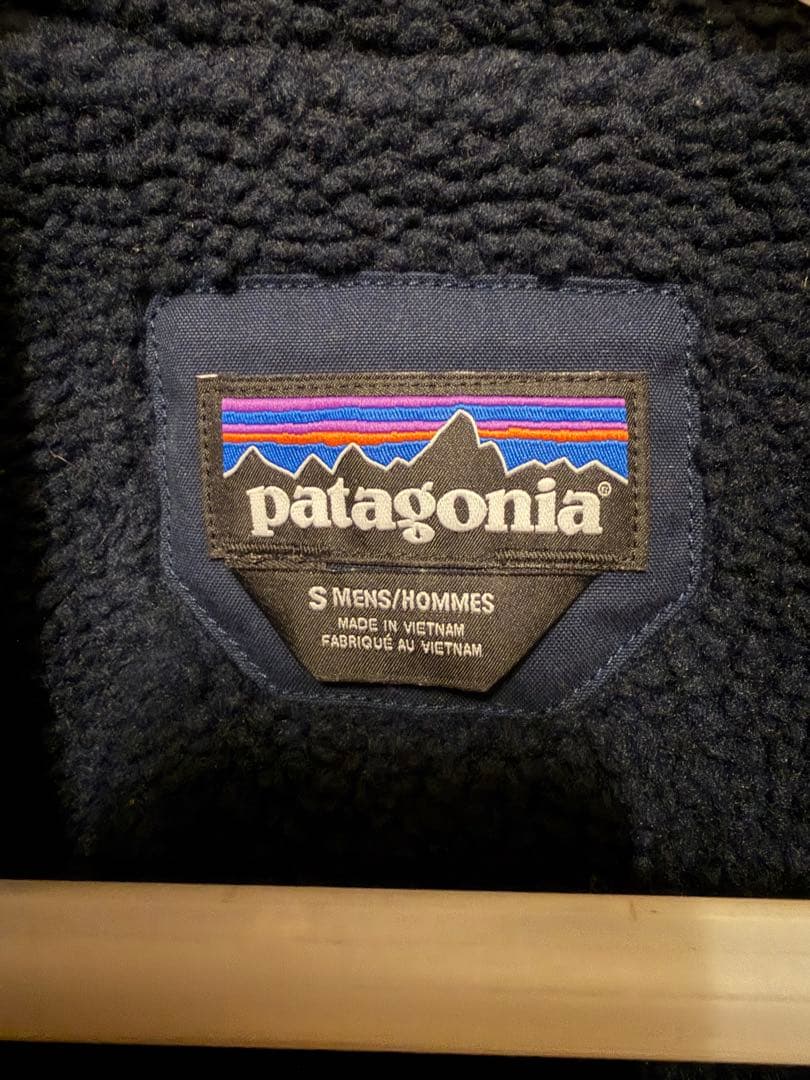 patagonia®
S MENS/HOMMES
MADE IN VIETNAM
FABRIQUÉ AU VIETNAM